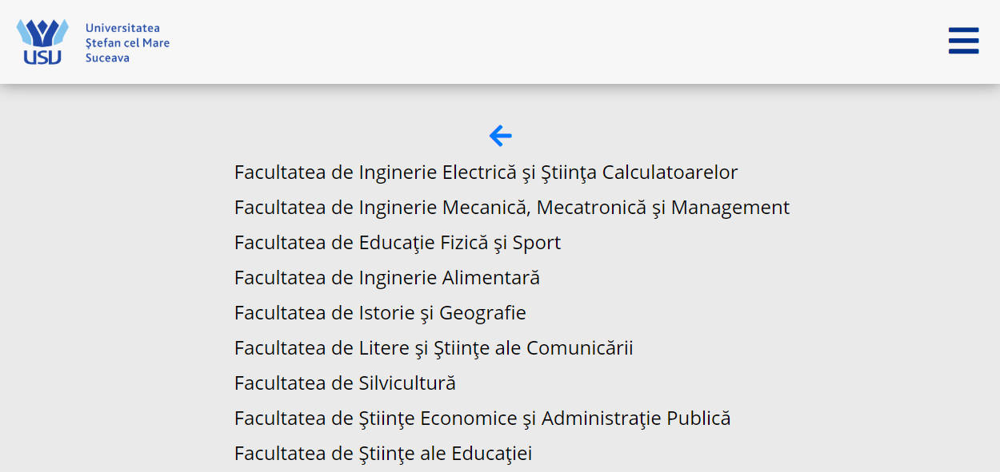 Universitatea
Ştefan cel Mare
Suceava
USV
Facultatea de Inginerie Electrică şi Ştiinţa Calculatoarelor
Facultatea de Inginerie Mecanică, Mecatronică şi Management
Facultatea de Educaţie Fizică şi Sport
Facultatea de Inginerie Alimentară
Facultatea de Istorie şi Geografie
Facultatea de Litere şi Ştiinţe ale Comunicării
Facultatea de Silvicultură
Facultatea de Ştiinţe Economice şi Administraţie Publică
Facultatea de Ştiinţe ale Educaţiei